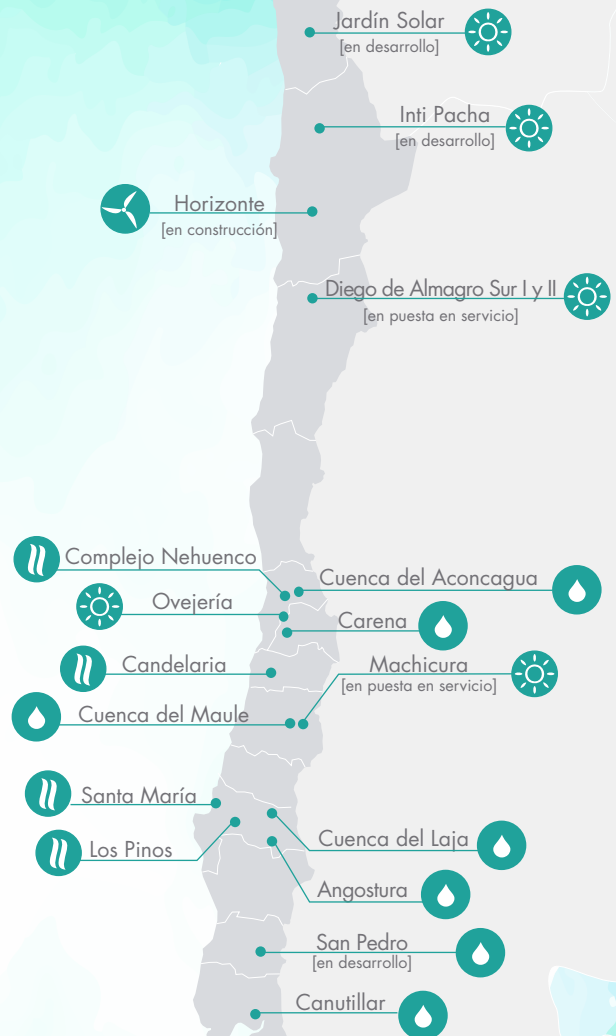 Jardín Solar
[en desarrollo]
Inti Pacha
[en desarrollo]
Horizonte
[en construcción]
Diego de Almagro Sur I y II
[en puesta en servicio]
Complejo Nehuenco
Cuenca del Aconcagua
Ovejería
Carena
Candelaria
Machicura
[en puesta en servicio]
Cuenca del Maule
Santa María
Cuenca del Laja
Los Pinos
Angostura
San Pedro
[en desarrollo]
Canutillar